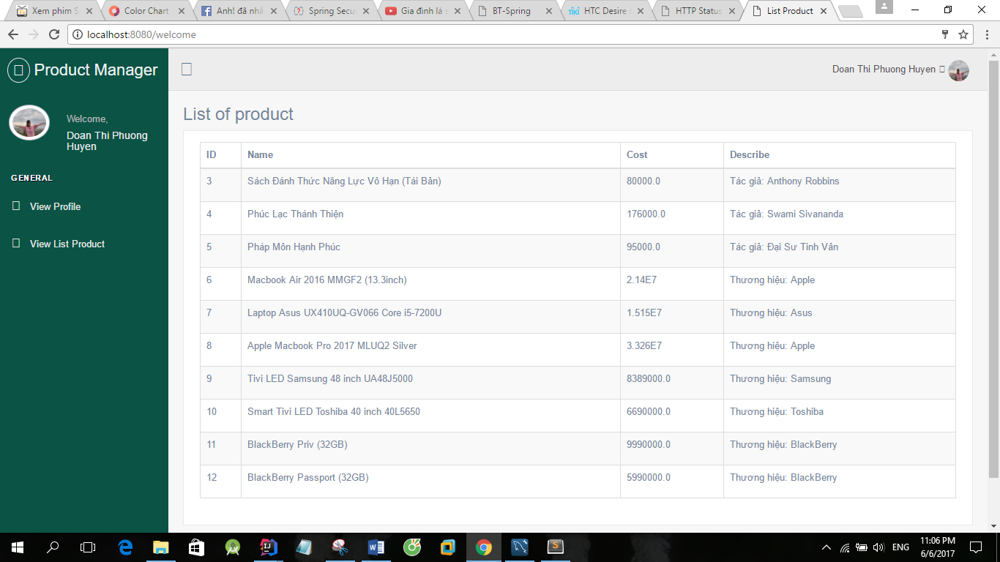 Xem phim S Color Chart Anh! đã nhá Spring Secur Gia đình là s BT-Spring HTC Desire HTTP Status List Product
localhost:8080/welcome
Product Manager
Doan Thi Phuong Huyen
Welcome,
Doan Thi Phuong
Huyen
GENERAL
View Profile
View List Product
List of product
ID Name Cost Describe
3 Sách Đánh Thức Năng Lực Vô Hạn (Tái Bản) 80000.0 Tác giả: Anthony Robbins
4 Phúc Lạc Thánh Thiện 176000.0 Tác giả: Swami Sivananda
5 Pháp Môn Hạnh Phúc 95000.0 Tác giả: Đại Sư Tinh Vân
6 Macbook Air 2016 MMGF2 (13.3inch) 2.14E7 Thương hiệu: Apple
7 Laptop Asus UX410UQ-GV066 Core i5-7200U 1.515E7 Thương hiệu: Asus
8 Apple Macbook Pro 2017 MLUQ2 Silver 3.326E7 Thương hiệu: Apple
9 Tivi LED Samsung 48 inch UA48J5000 8389000.0 Thương hiệu: Samsung
10 Smart Tivi LED Toshiba 40 inch 40L5650 6690000.0 Thương hiệu: Toshiba
11 BlackBerry Priv (32GB) 9990000.0 Thương hiệu: BlackBerry
12 BlackBerry Passport (32GB) 5990000.0 Thương hiệu: BlackBerry
ENG
11:06 PM
6/6/2017